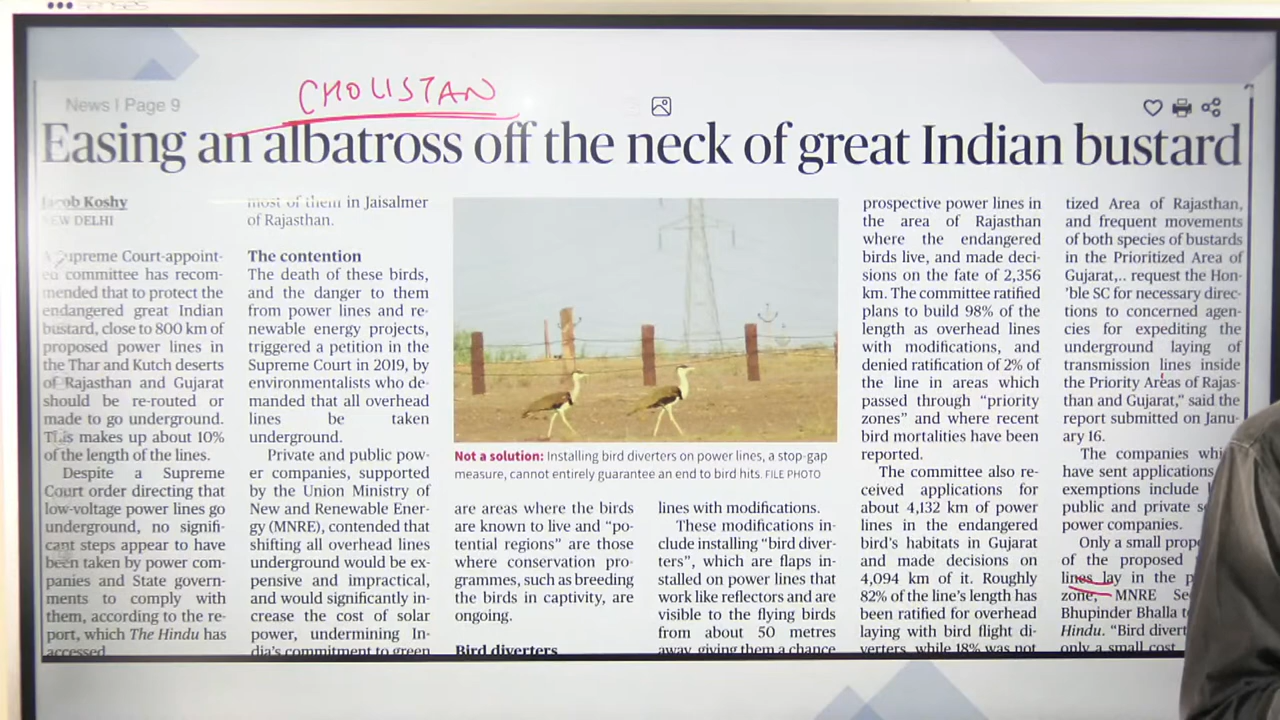 News | Page 9
CHOLISTAN
Easing an albatross off the neck of great Indian bustard
Jacob Koshy
NEW DELHI
A Supreme Court-appoint-
ed committee has recom-
mended that to protect the
endangered great Indian
bustard, close to 800 km of
proposed power lines in
the Thar and Kutch deserts
of Rajasthan and Gujarat
should be re-routed or
made to go underground.
This makes up about 10%
of the length of the lines.
Despite a Supreme
Court order directing that
low-voltage power lines go
underground, no signifi-
cant steps appear to have
been taken by power com-
panies and State govern-
ments to comply with
them, according to the re-
port, which The Hindu has
accessed
most of them in Jaisalmer
of Rajasthan.
The contention
The death of these birds,
and the danger to them
from power lines and re-
newable energy projects,
triggered a petition in the
Supreme Court in 2019, by
environmentalists who de-
manded that all overhead
lines be taken
underground.
Private and public pow-
er companies, supported
by the Union Ministry of
New and Renewable Ener-
gy (MNRE), contended that
shifting all overhead lines
underground would be ex-
pensive and impractical,
and would significantly in-
crease the cost of solar
power, undermining In-
dia's commitment to green
Not a solution: Installing bird diverters on power lines, a stop-gap
measure, cannot entirely guarantee an end to bird hits. FILE PHOTO
are areas where the birds
are known to live and "po-
tential regions" are those
where conservation pro-
grammes, such as breeding
the birds in captivity, are
ongoing.
Bird diverters
lines with modifications.
These modifications in-
clude installing "bird diver-
ters", which are flaps in-
stalled on power lines that
work like reflectors and are
visible to the flying birds
from about 50 metres
away, giving them a chance
prospective power lines in
the area of Rajasthan
where the endangered
birds live, and made deci-
sions on the fate of 2,356
km. The committee ratified
plans to build 98% of the
length as overhead lines
with modifications, and
denied ratification of 2% of
the line in areas which
passed through "priority
zones" and where recent
bird mortalities have been
reported.
The committee also re-
ceived applications for
about 4,132 km of power
lines in the endangered
bird's habitats in Gujarat
and made decisions on
4,094 km of it. Roughly
82% of the line's length has
been ratified for overhead
laying with bird flight di-
verters, while 18% was not
tized Area of Rajasthan,
and frequent movements
of both species of bustards
in the Prioritized Area of
Gujarat,.. request the Hon-
'ble SC for necessary direc-
tions to concerned agen-
cies for expediting the
underground laying of
transmission lines inside
the Priority Areas of Rajas-
than and Gujarat," said the
report submitted on Janu-
ary 16.
The companies whi
have sent applications
exemptions include
public and private s
power companies.
Only a small prop
of the proposed
lines lay in the p
zone, MNRE Se
Bhupinder Bhalla t
Hindu. "Bird divert
only a small cost